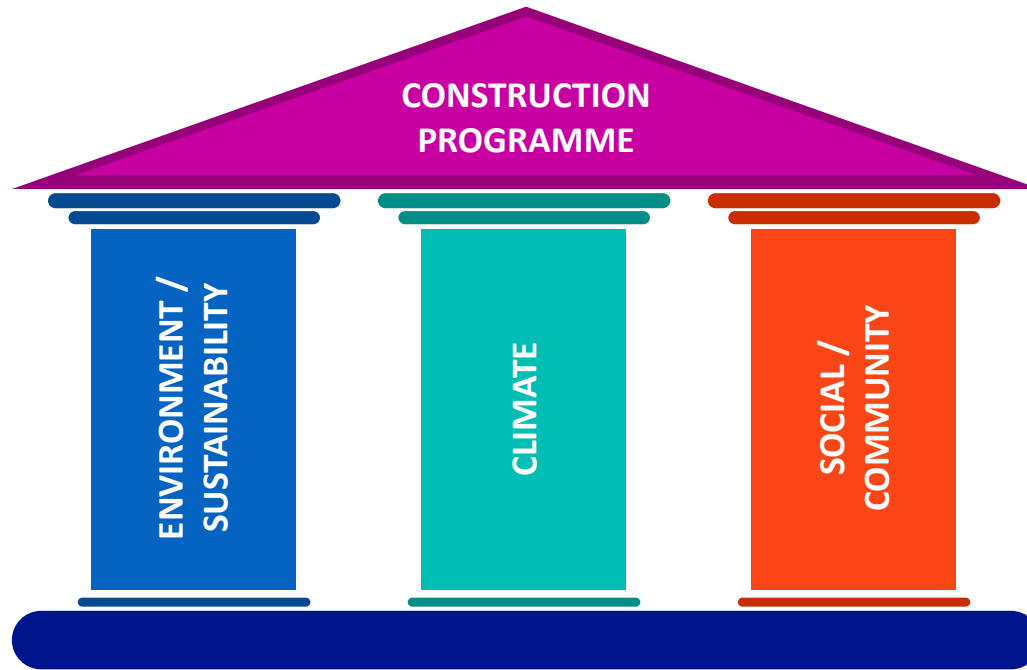 CONSTRUCTION
PROGRAMME
ENVIRONMENT /
SUSTAINABILITY
CLIMATE
SOCIAL /
COMMUNITY